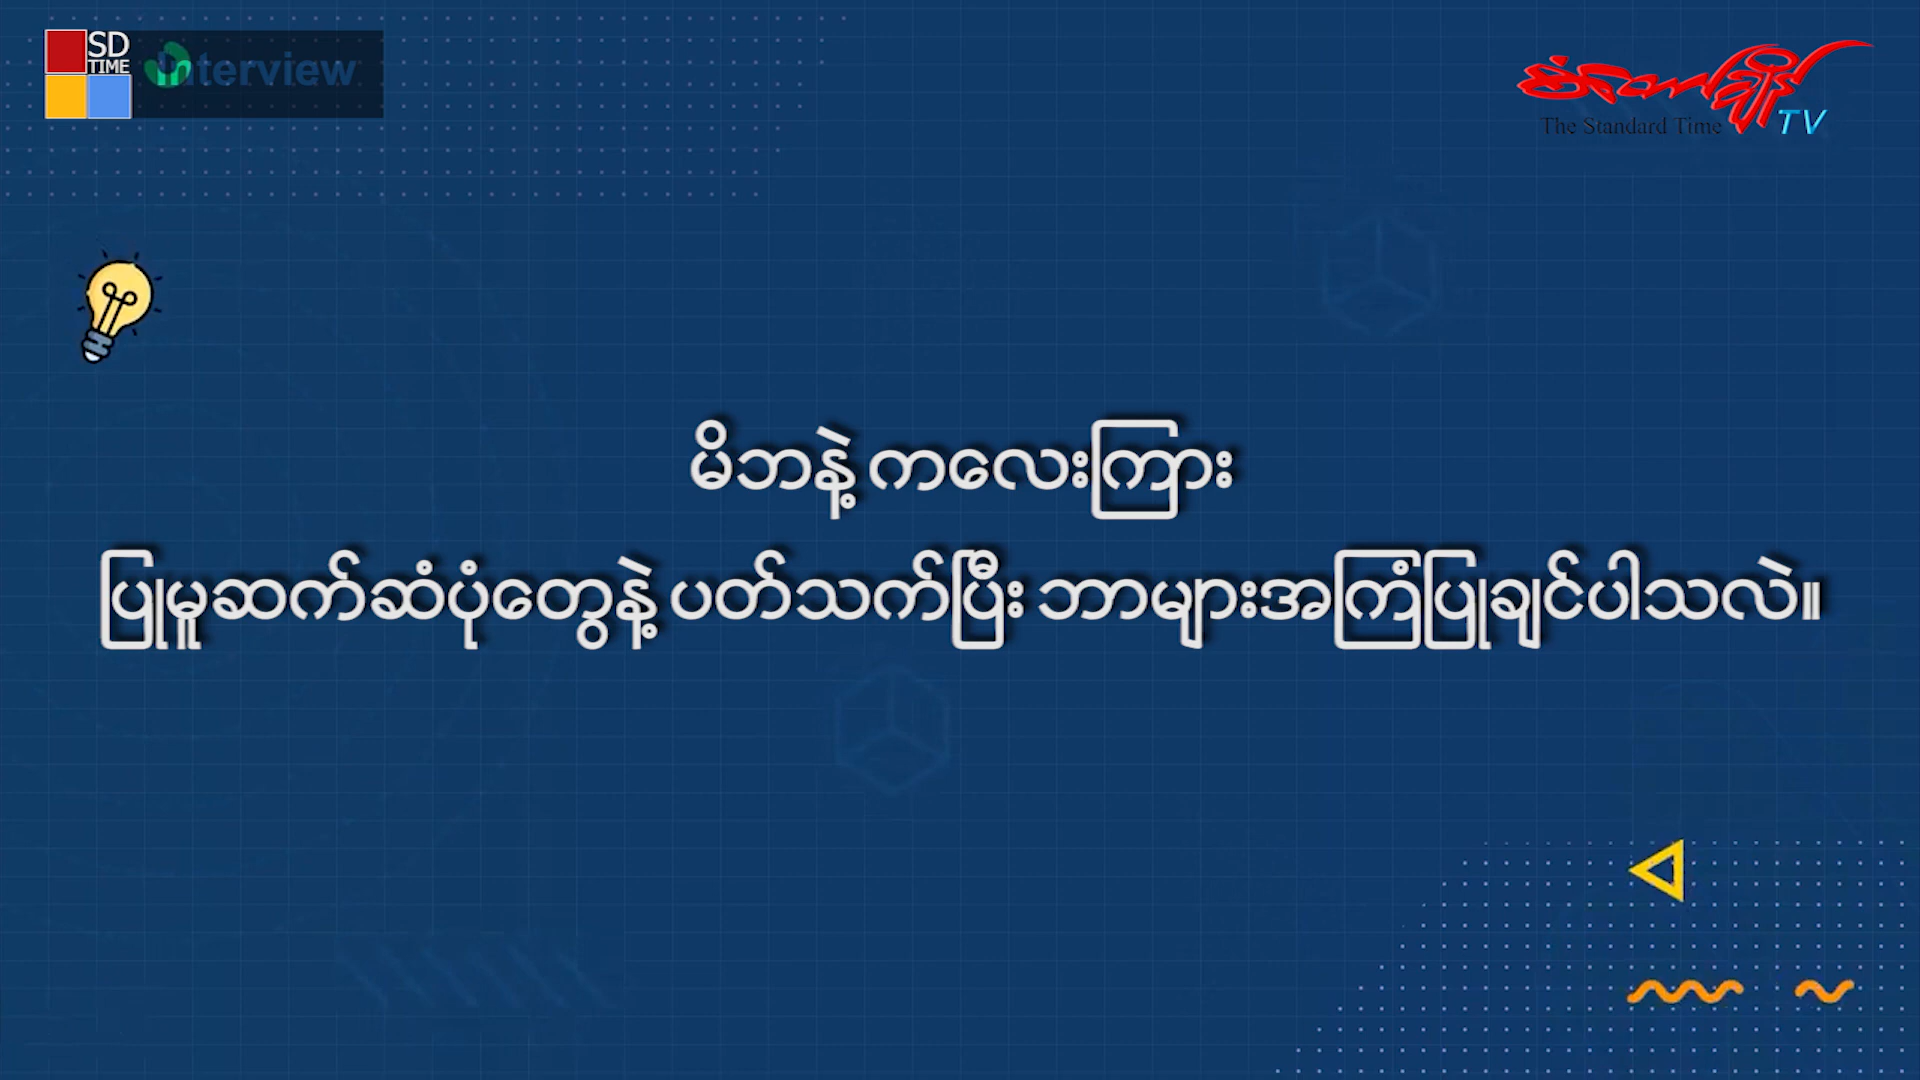 SD
TIME
Interview
စံတော်ချိန်
The Standard Time TV
မိဘနဲ့ ကလေးကြား
ပြုမူဆက်ဆံပုံတွေနဲ့ ပတ်သက်ပြီး ဘာများအကြံပြုချင်ပါသလဲ။